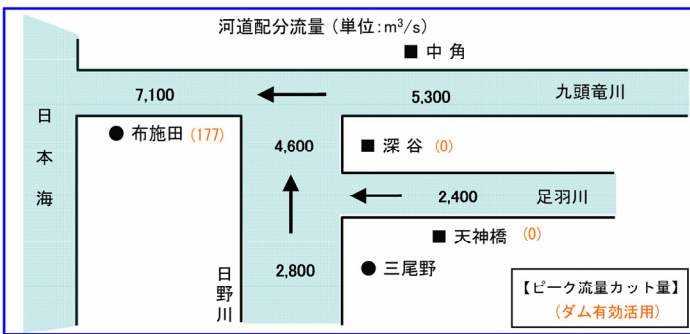 河道配分流量（単位：m³/s）
■ 中 角
7,100
5,300
九頭竜川
日本海
● 布施田 (177)
4,600
■ 深 谷 (0)
2,400
足羽川
■ 天神橋 (0)
2,800
● 三尾野
日野川
【ピーク流量カット量】
（ダム有効活用）